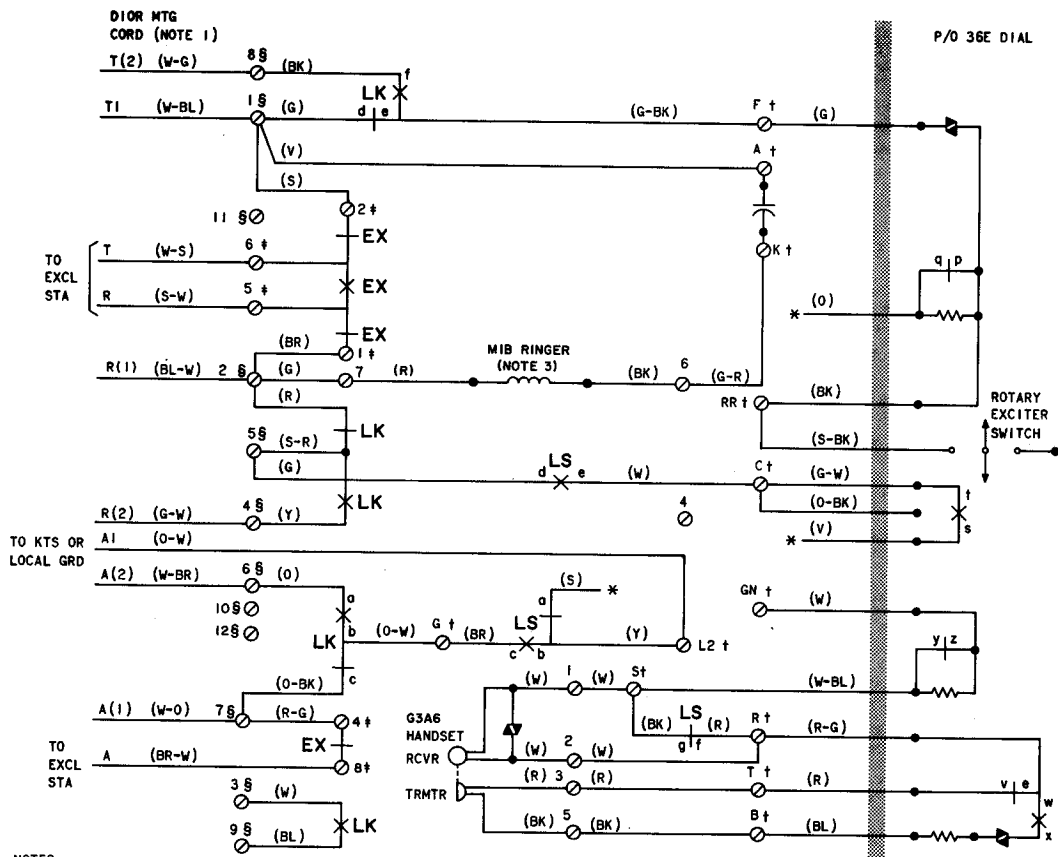 DIOR MTG
CORD (NOTE 1)
P/O 36E DIAL
T(2) (W-G) 8§ (BK) f
LK
T1 (W-BL) 1§ (G) d e (G-BK) F† (G)
(V) A†
(S)
11 § 2‡
EX
K†
T (W-S) 6‡
TO
EXCL
STA
EX
q p
R (S-W) 5‡
* (O)
EX
(BR) 1‡
MIB RINGER
(NOTE 3)
R(1) (BL-W) 2§ (G) 7 (R) (BK) 6 (G-R)
(R)
RR† (BK)
ROTARY
EXCITER
SWITCH
LK
5§ (S-R) (S-BK)
(G) d LS e (W) C† (G-W)
t
LK 4 (O-BK) s
R(2) (G-W) 4§ (Y)
* (V)
TO KTS OR
LOCAL GRD
A1 (O-W)
A(2) (W-BR) 6§ (O)
(S) *
GN† (W)
10§ a a
12§ LK b (O-W) G† (BR) LS c b (Y) L2†
y z
c
(O-BK)
1 (W) (W) S† (W-BL)
A(1) (W-O) 7§ (R-G) 4‡
G3A6
HANDSET
(BK) LS (R) R† (R-G)
g f
EX
RCVR 2 (W) (W)
TO
EXCL
STA
A (BR-W) 8‡
TRMTR (R) 3 (R) T† (R) v e
w
3§ (W)
LK
x
9§ (BL)
(BK) 5 (BK) B† (BL)
NOTES